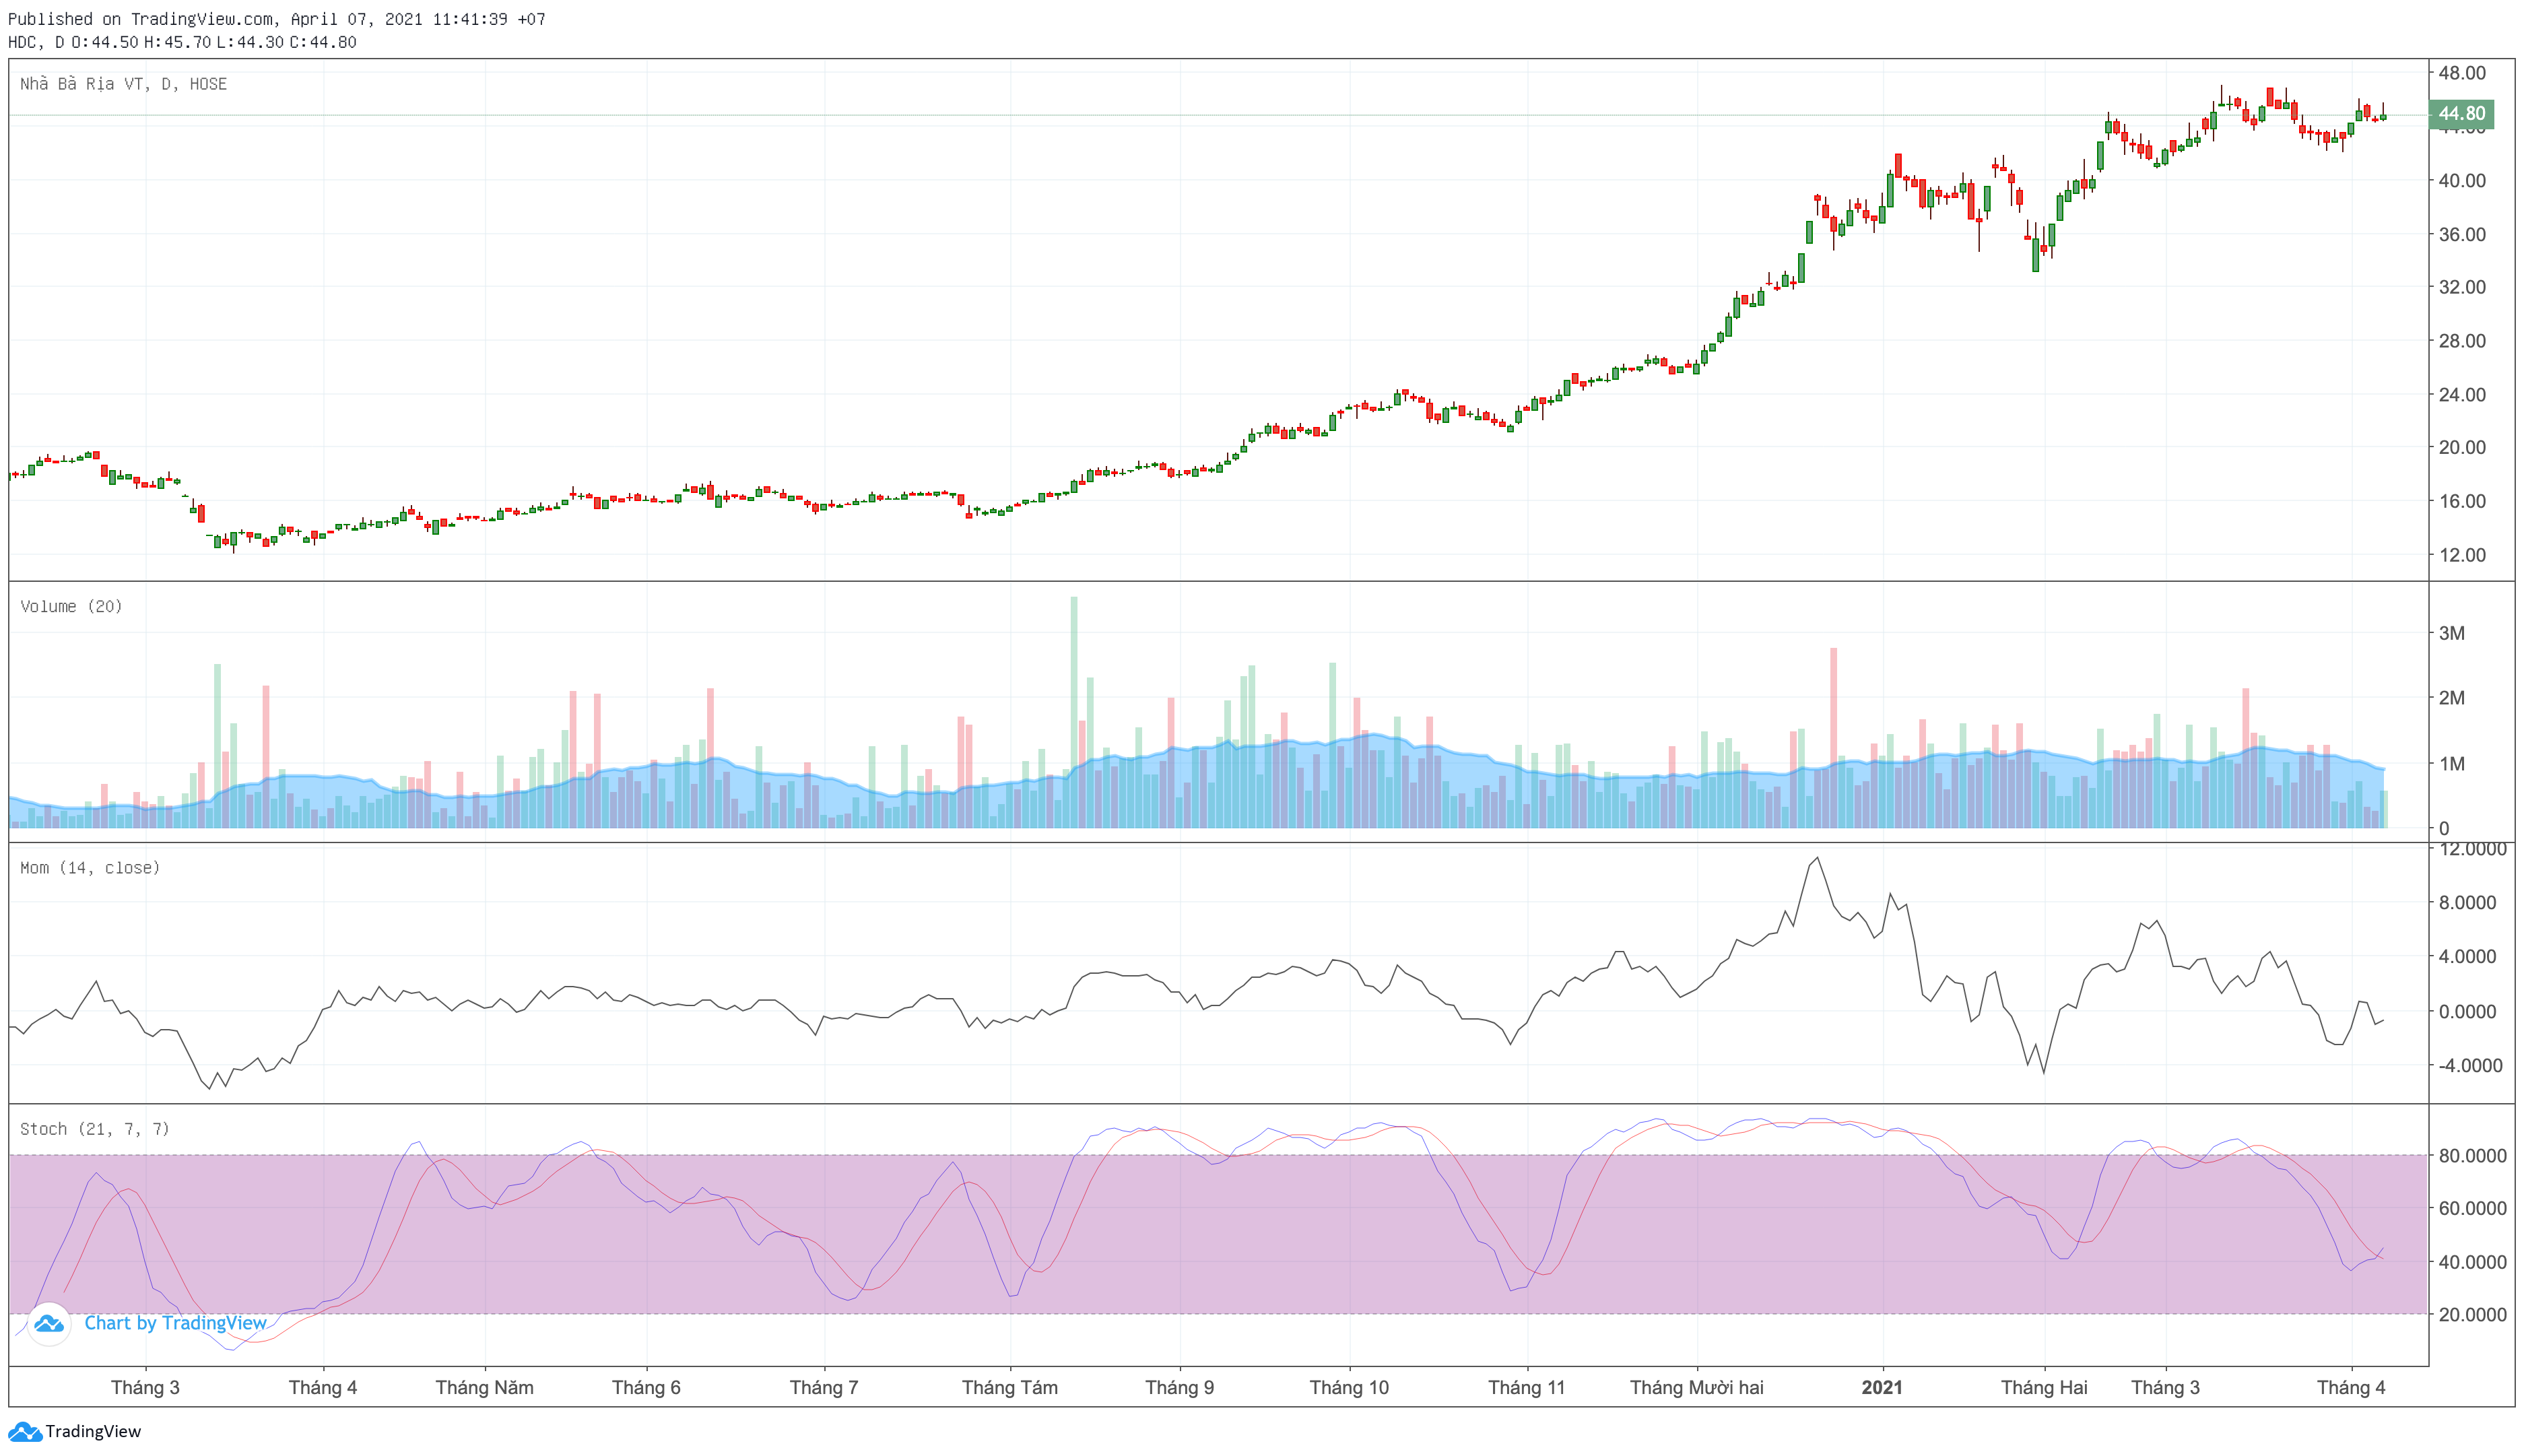 Published on TradingView.com, April 07, 2021 11:41:39 +07
HDC, D O:44.50 H:45.70 L:44.30 C:44.80
Nhà Bà Rịa VT, D, HOSE
48.00
44.80
44.00
40.00
36.00
32.00
28.00
24.00
20.00
16.00
12.00
Volume (20)
3M
2M
1M
0
Mom (14, close)
12.0000
8.0000
4.0000
0.0000
-4.0000
Stoch (21, 7, 7)
80.0000
60.0000
40.0000
20.0000
Chart by TradingView
Tháng 3 Tháng 4 Tháng Năm Tháng 6 Tháng 7 Tháng Tám Tháng 9 Tháng 10 Tháng 11 Tháng Mười hai 2021 Tháng Hai Tháng 3 Tháng 4
TradingView